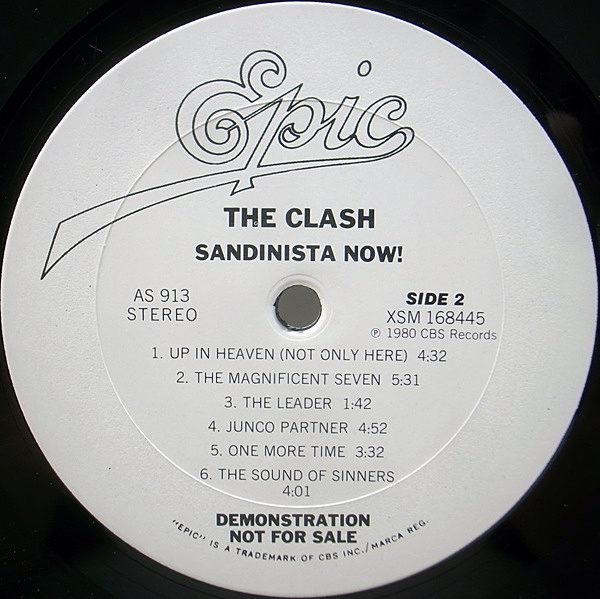 Epic
THE CLASH
SANDINISTA NOW!
AS 913
STEREO
SIDE 2
XSM 168445
℗ 1980 CBS Records
1. UP IN HEAVEN (NOT ONLY HERE) 4:32
2. THE MAGNIFICENT SEVEN 5:31
3. THE LEADER 1:42
4. JUNCO PARTNER 4:52
5. ONE MORE TIME 3:32
6. THE SOUND OF SINNERS
4:01
DEMONSTRATION
NOT FOR SALE
"EPIC" IS A TRADEMARK OF CBS INC./MARCA REG.